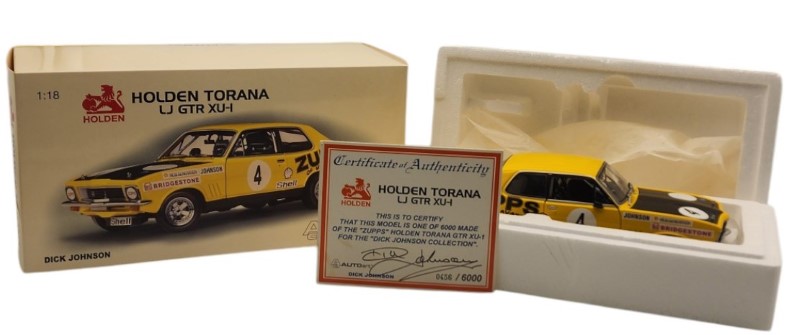 1:18
HOLDEN
HOLDEN TORANA
LJ GTR XU-1
JOHNSON
BRIDGESTONE
4
Shell
Shell
DICK JOHNSON
Certificate of Authenticity
HOLDEN
HOLDEN TORANA
LJ GTR XU-1
THIS IS TO CERTIFY
THAT THIS MODEL IS ONE OF 6000 MADE
OF THE "ZUPPS" HOLDEN TORANA GTR XU-1
FOR THE "DICK JOHNSON COLLECTION".
DICK JOHNSON
0456 / 6000
4
JOHNSON
BRIDGESTONE